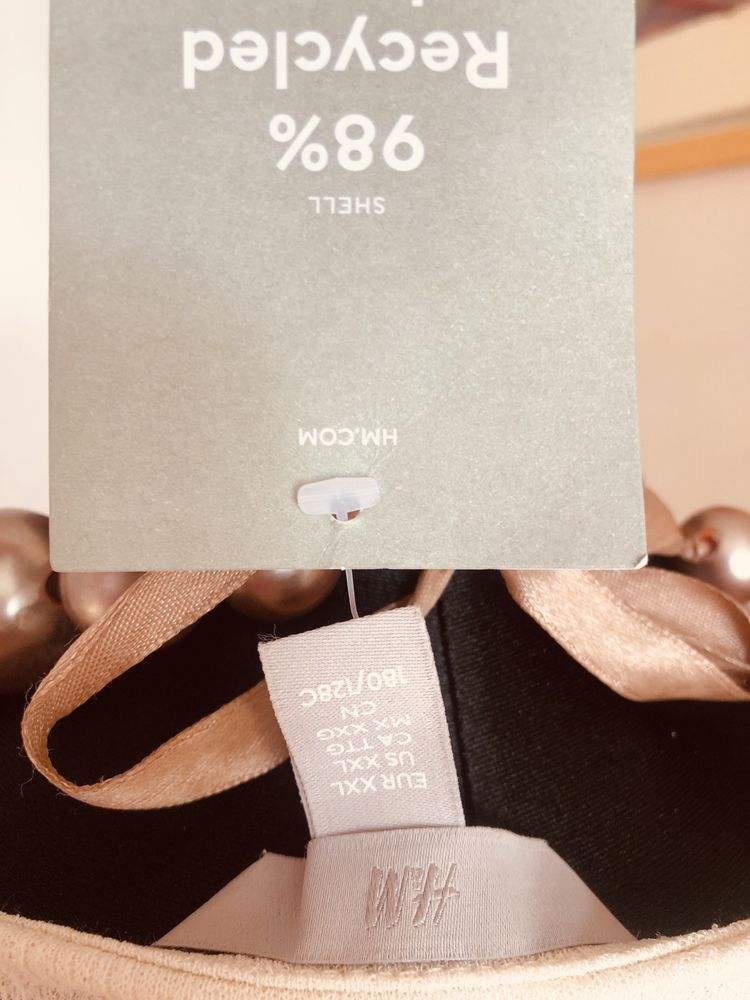 HM.COM
SHELL
98%
Recycled
H&M
EUR XXL
US XXL
CA TTG
MX XXG
CN
180/128C